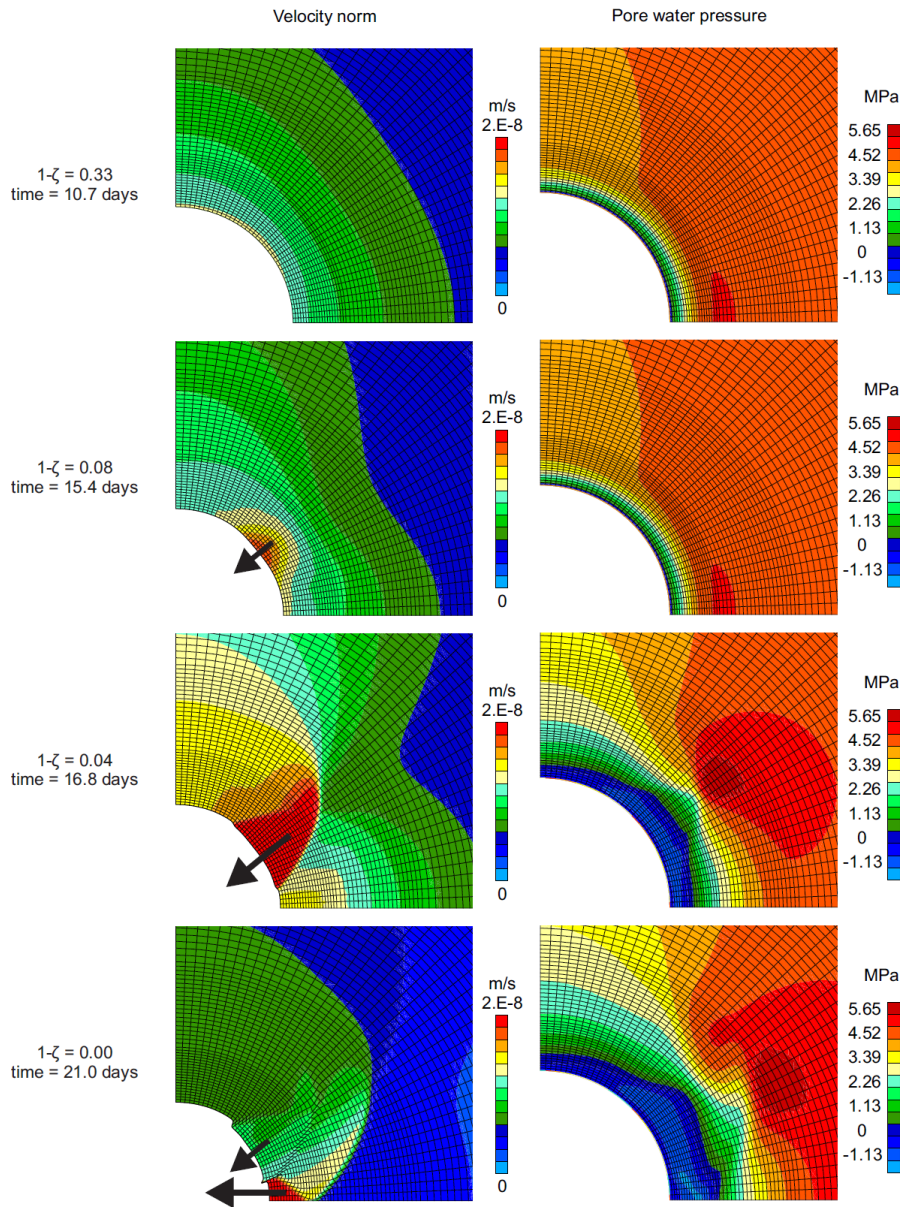 Velocity norm
Pore water pressure
1-ζ = 0.33
time = 10.7 days
m/s
2.E-8
0
MPa
5.65
4.52
3.39
2.26
1.13
0
-1.13
1-ζ = 0.08
time = 15.4 days
m/s
2.E-8
0
MPa
5.65
4.52
3.39
2.26
1.13
0
-1.13
1-ζ = 0.04
time = 16.8 days
m/s
2.E-8
0
MPa
5.65
4.52
3.39
2.26
1.13
0
-1.13
1-ζ = 0.00
time = 21.0 days
m/s
2.E-8
0
MPa
5.65
4.52
3.39
2.26
1.13
0
-1.13